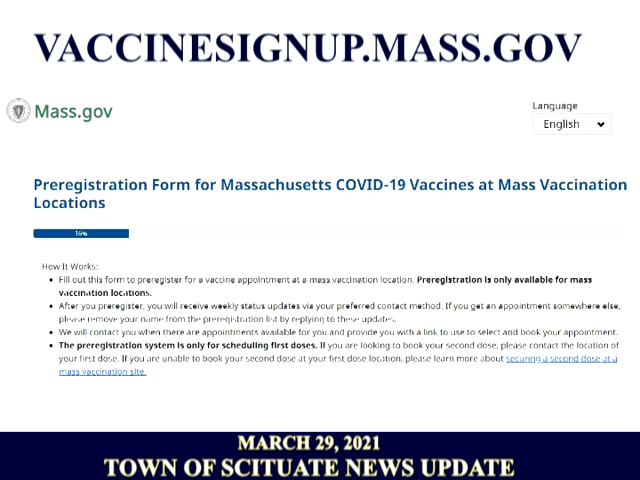 VACCINESIGNUP.MASS.GOV
Mass.gov
Language
English
Preregistration Form for Massachusetts COVID-19 Vaccines at Mass Vaccination
Locations
16%
How It Works:
• Fill out this form to preregister for a vaccine appointment at a mass vaccination location. Preregistration is only available for mass
vaccination locations.
• After you preregister, you will receive weekly status updates via your preferred contact method. If you get an appointment somewhere else,
please remove your name from the preregistration list by replying to these updates.
• We will contact you when there are appointments available for you and provide you with a link to use to select and book your appointment.
• The preregistration system is only for scheduling first doses. If you are looking to book your second dose, please contact the location of
your first dose. If you are unable to book your second dose at your first dose location, please learn more about securing a second dose at a
mass vaccination site.
MARCH 29, 2021
TOWN OF SCITUATE NEWS UPDATE